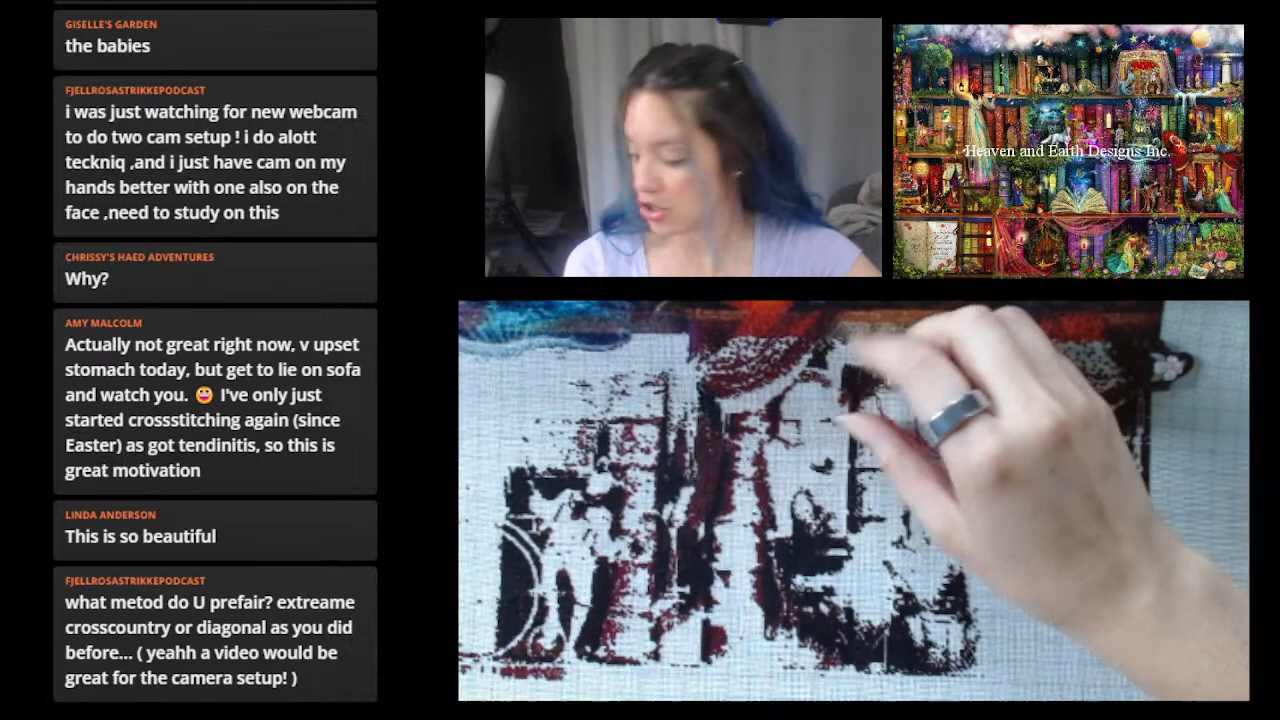 GISELLE'S GARDEN
the babies
FJELLROSASTRIKKEPODCAST
i was just watching for new webcam
to do two cam setup ! i do alott
teckniq ,and i just have cam on my
hands better with one also on the
face ,need to study on this
CHRISSY'S HAED ADVENTURES
Why?
AMY MALCOLM
Actually not great right now, v upset
stomach today, but get to lie on sofa
and watch you. 😀 I've only just
started crossstitching again (since
Easter) as got tendinitis, so this is
great motivation
LINDA ANDERSON
This is so beautiful
FJELLROSASTRIKKEPODCAST
what metod do U prefair? extreame
crosscountry or diagonal as you did
before... ( yeahh a video would be
great for the camera setup! )
Heaven and Earth Designs Inc